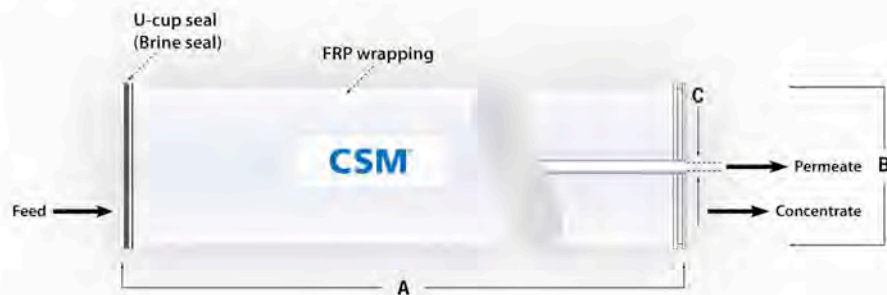 U-cup seal
(Brine seal)
FRP wrapping
C
CSM
Permeate
B
Feed
Concentrate
A